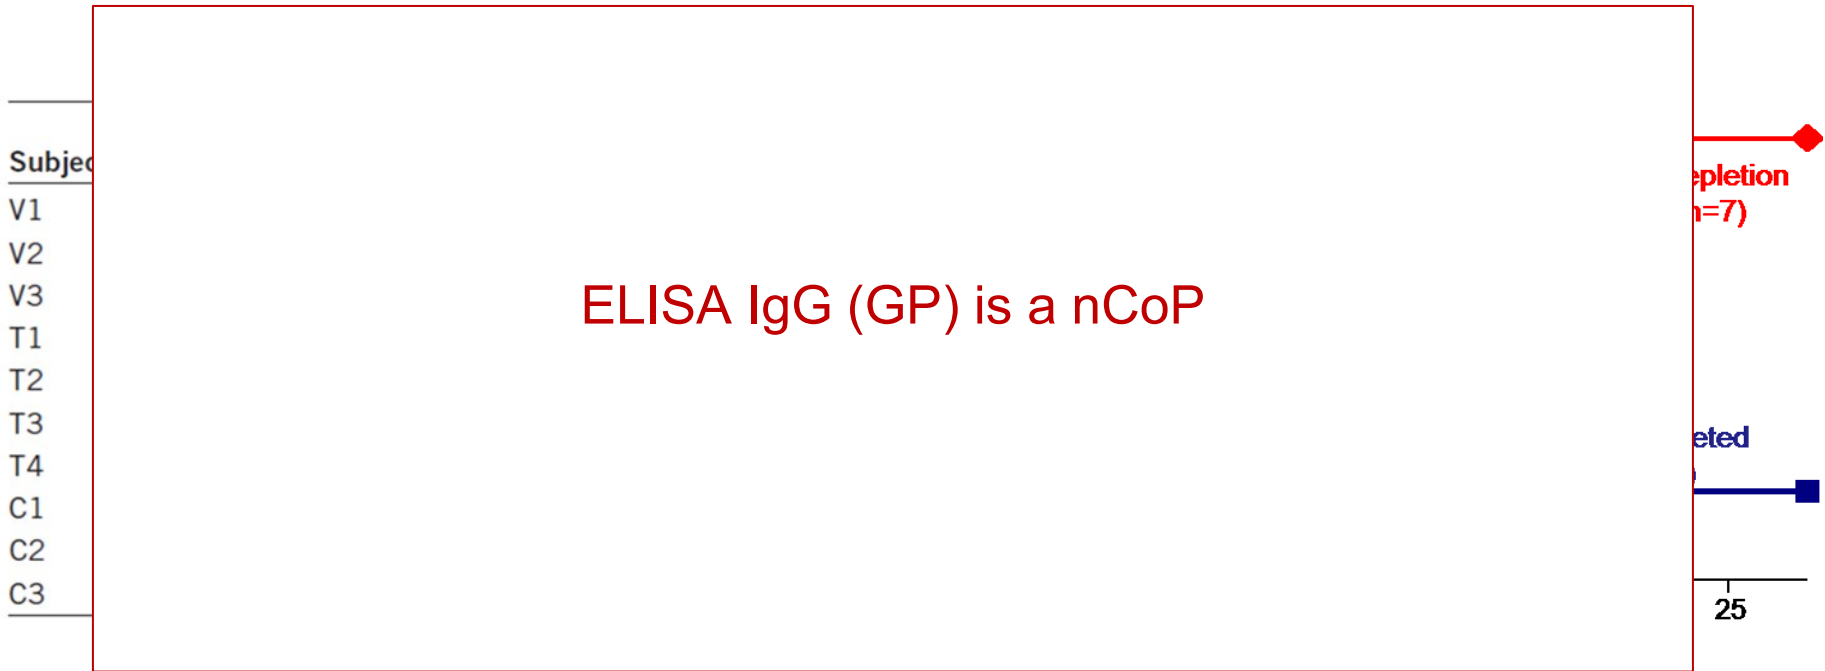 Subjec
V1
V2
V3
T1
T2
T3
T4
C1
C2
C3
ELISA IgG (GP) is a nCoP
epletion
n=7)
eted
25